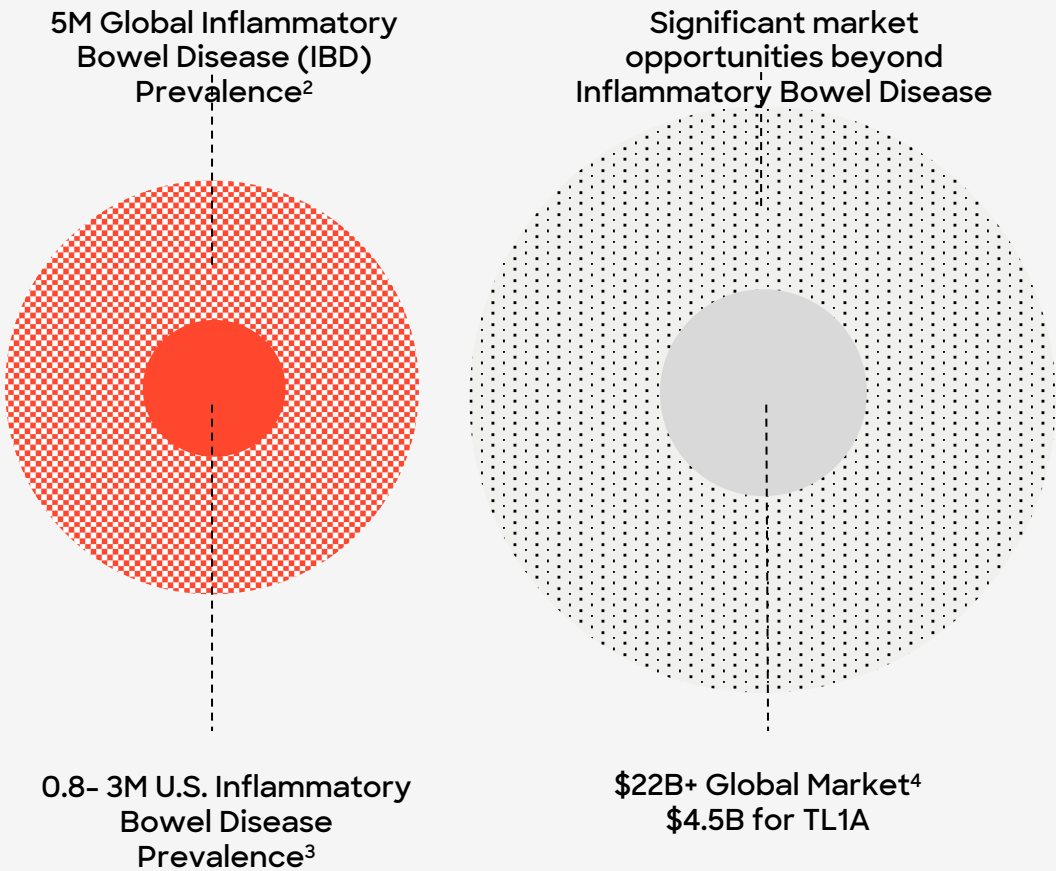 5M Global Inflammatory
Bowel Disease (IBD)
Prevalence²
Significant market
opportunities beyond
Inflammatory Bowel Disease
0.8- 3M U.S. Inflammatory
Bowel Disease
Prevalence³
$22B+ Global Market⁴
$4.5B for TL1A